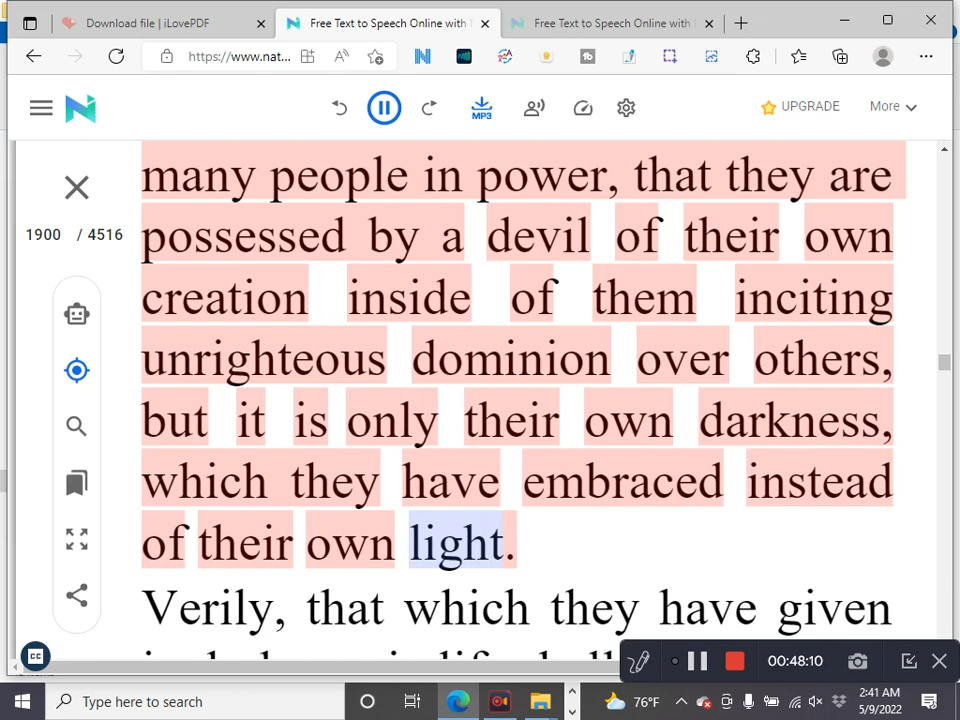 Download file | iLovePDF
Free Text to Speech Online with
Free Text to Speech Online with
https://www.nat...
MP3
UPGRADE
More
1900 / 4516
many people in power, that they are
possessed by a devil of their own
creation inside of them inciting
unrighteous dominion over others,
but it is only their own darkness,
which they have embraced instead
of their own light.
Verily, that which they have given
CC
00:48:10
Type here to search
76°F
2:41 AM
5/9/2022